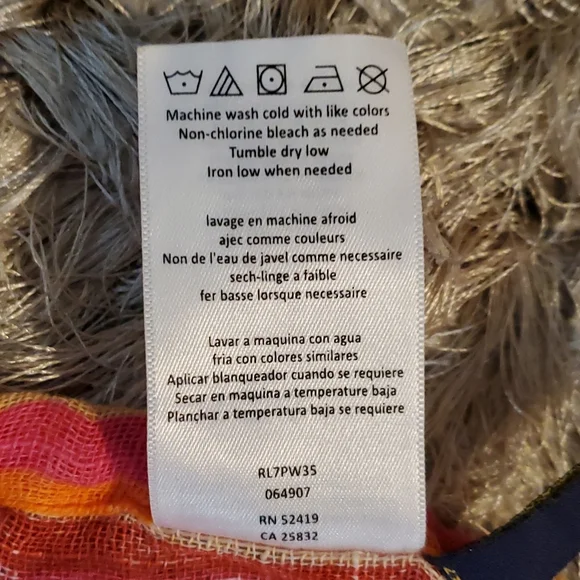 Machine wash cold with like colors
Non-chlorine bleach as needed
Tumble dry low
Iron low when needed
lavage en machine afroid
ajec comme couleurs
Non de l'eau de javel comme necessaire
sech-linge a faible
fer basse lorsque necessaire
Lavar a maquina con agua
fria con colores similares
Aplicar blanqueador cuando se requiere
Secar en maquina a temperature baja
Planchar a temperatura baja se requiere
RL7PW35
064907
RN 52419
CA 25832